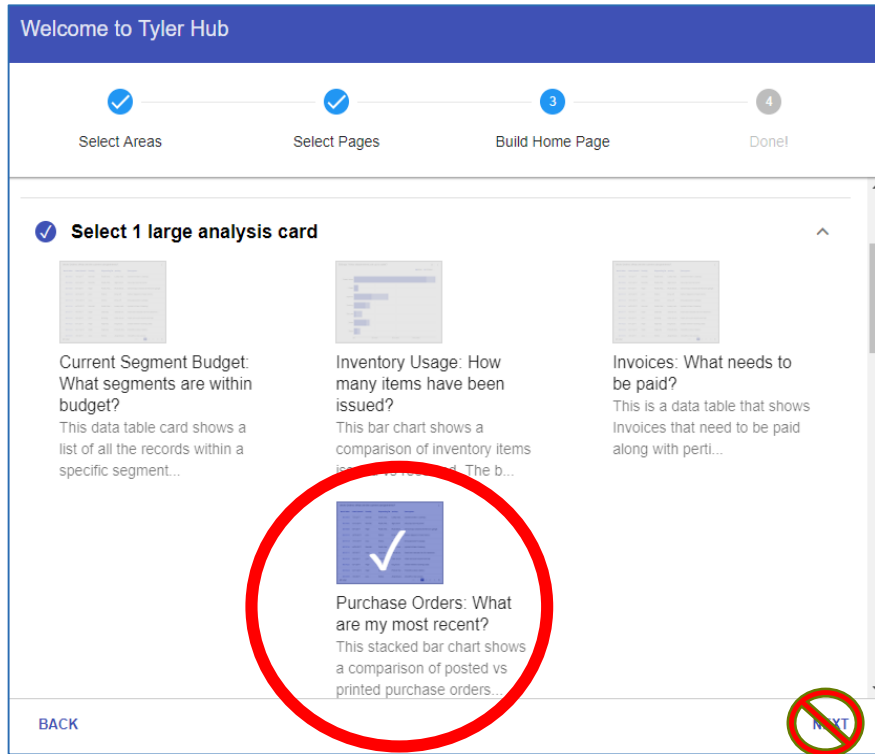 Welcome to Tyler Hub
3
4
Select Areas
Select Pages
Build Home Page
Done!
Select 1 large analysis card
Current Segment Budget:
What segments are within
budget?
This data table card shows a
list of all the records within a
specific segment...
Inventory Usage: How
many items have been
issued?
This bar chart shows a
comparison of inventory items
The b...
Invoices: What needs to
be paid?
This is a data table that shows
Invoices that need to be paid
along with perti...
Purchase Orders: What
are my most recent?
This stacked bar chart shows
a comparison of posted vs
printed purchase orders...
BACK
NEXT